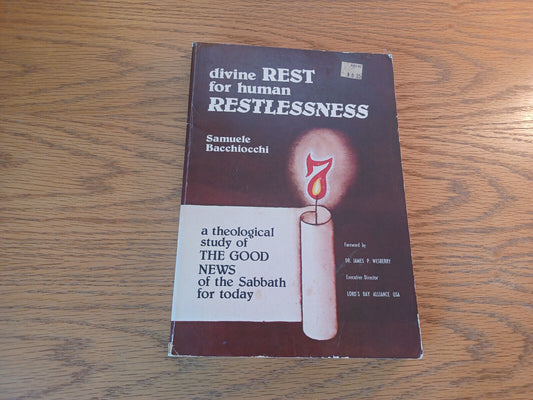 divine REST
for human
RESTLESSNESS
Samuele
Bacchiocchi
7
a theological
study of
THE GOOD
NEWS
of the Sabbath
for today
Foreword by
DR. JAMES P. WESBERRY
Executive Director
LORD'S DAY ALLIANCE, USA